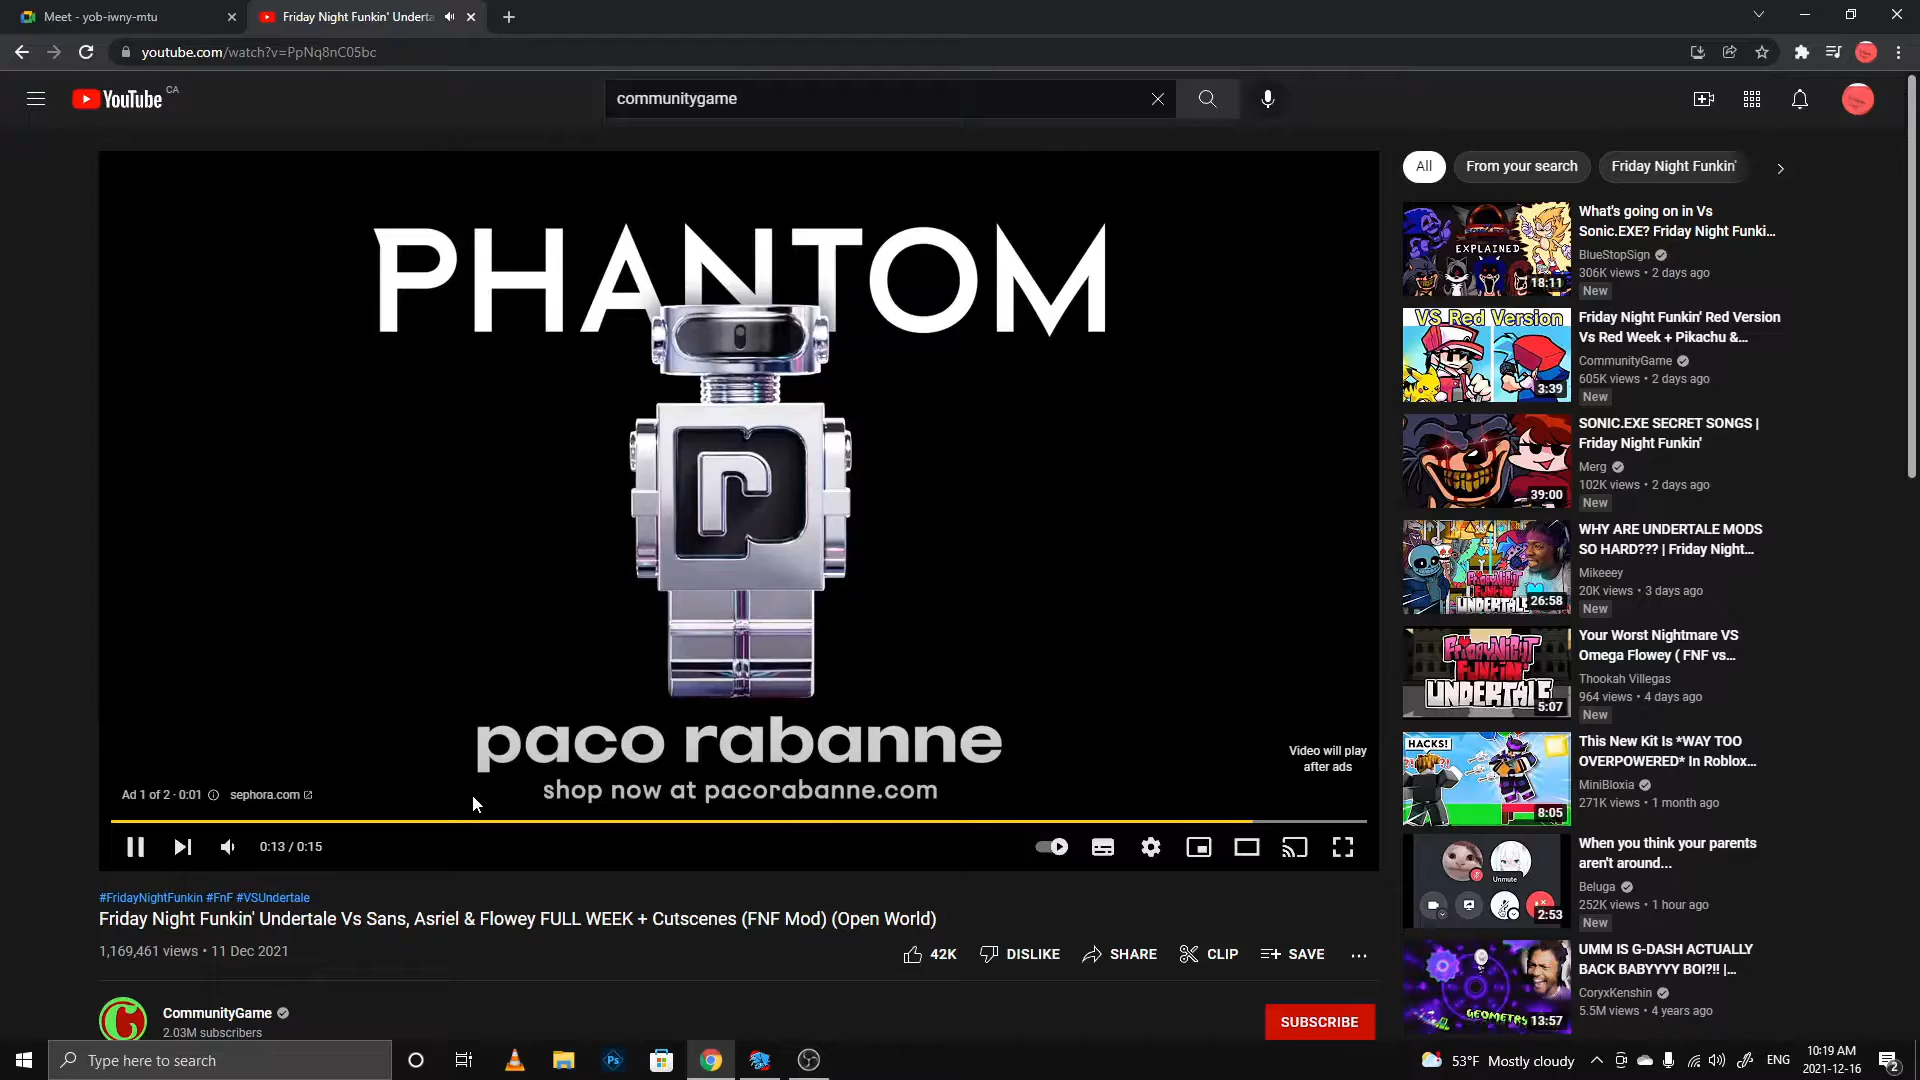 Meet - yob-iwny-mtu
Friday Night Funkin' Underta
youtube.com/watch?v=PpNq8nC05bc
YouTube CA
communitygame
PHANTOM
paco rabanne
shop now at pacorabanne.com
Video will play
after ads
Ad 1 of 2 · 0:01
sephora.com
0:13 / 0:15
#FridayNightFunkin #FnF #VSUndertale
Friday Night Funkin' Undertale Vs Sans, Asriel & Flowey FULL WEEK + Cutscenes (FNF Mod) (Open World)
1,169,461 views • 11 Dec 2021
42K
DISLIKE
SHARE
CLIP
SAVE
CommunityGame
2.03M subscribers
SUBSCRIBE
All
From your search
Friday Night Funkin'
EXPLAINED
18:11
What's going on in Vs
Sonic.EXE? Friday Night Funki...
BlueStopSign
306K views • 2 days ago
New
VS Red Version
3:39
Friday Night Funkin' Red Version
Vs Red Week + Pikachu &...
CommunityGame
605K views • 2 days ago
New
39:00
SONIC.EXE SECRET SONGS |
Friday Night Funkin'
Merg
102K views • 2 days ago
New
FRIDAY NIGHT
FUNKIN'
UNDERTALE
26:58
WHY ARE UNDERTALE MODS
SO HARD??? | Friday Night...
Mikeeey
20K views • 3 days ago
New
FRIDAY NIGHT
FUNKIN'
UNDERTALE
5:07
Your Worst Nightmare VS
Omega Flowey ( FNF vs...
Thookah Villegas
964 views • 4 days ago
New
HACKS!
8:05
This New Kit Is *WAY TOO
OVERPOWERED* In Roblox...
MiniBloxia
271K views • 1 month ago
Unmute
2:53
When you think your parents
aren't around...
Beluga
252K views • 1 hour ago
New
GEOMETRY
13:57
UMM IS G-DASH ACTUALLY
BACK BABYYYY BOI?!! |...
CoryxKenshin
5.5M views • 4 years ago
Type here to search
Ps
53°F Mostly cloudy
ENG
10:19 AM
2021-12-16
2